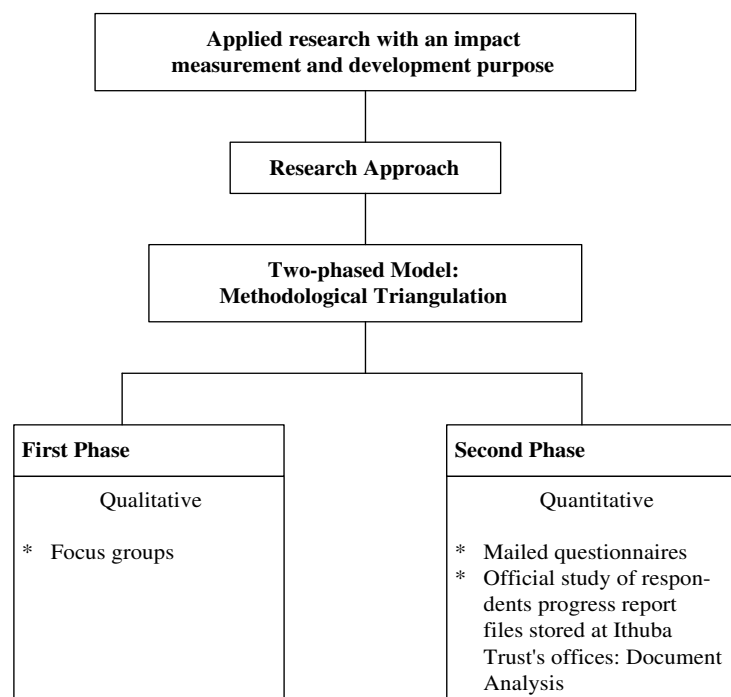 Applied research with an impact
measurement and development purpose
Research Approach
Two-phased Model:
Methodological Triangulation
First Phase
Qualitative
* Focus groups
Second Phase
Quantitative
* Mailed questionnaires
* Official study of respon-
dents progress report
files stored at Ithuba
Trust's offices: Document
Analysis